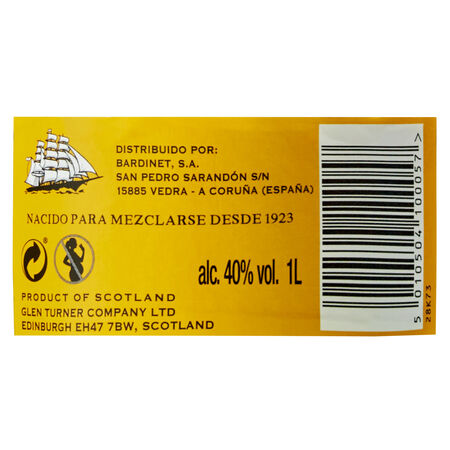 DISTRIBUIDO POR:
BARDINET, S.A.
SAN PEDRO SARANDÓN S/N
15885 VEDRA - A CORUÑA (ESPAÑA)
NACIDO PARA MEZCLARSE DESDE 1923
alc. 40% vol. 1L
PRODUCT OF SCOTLAND
GLEN TURNER COMPANY LTD
EDINBURGH EH47 7BW, SCOTLAND
5 010504 100057 >
28K73